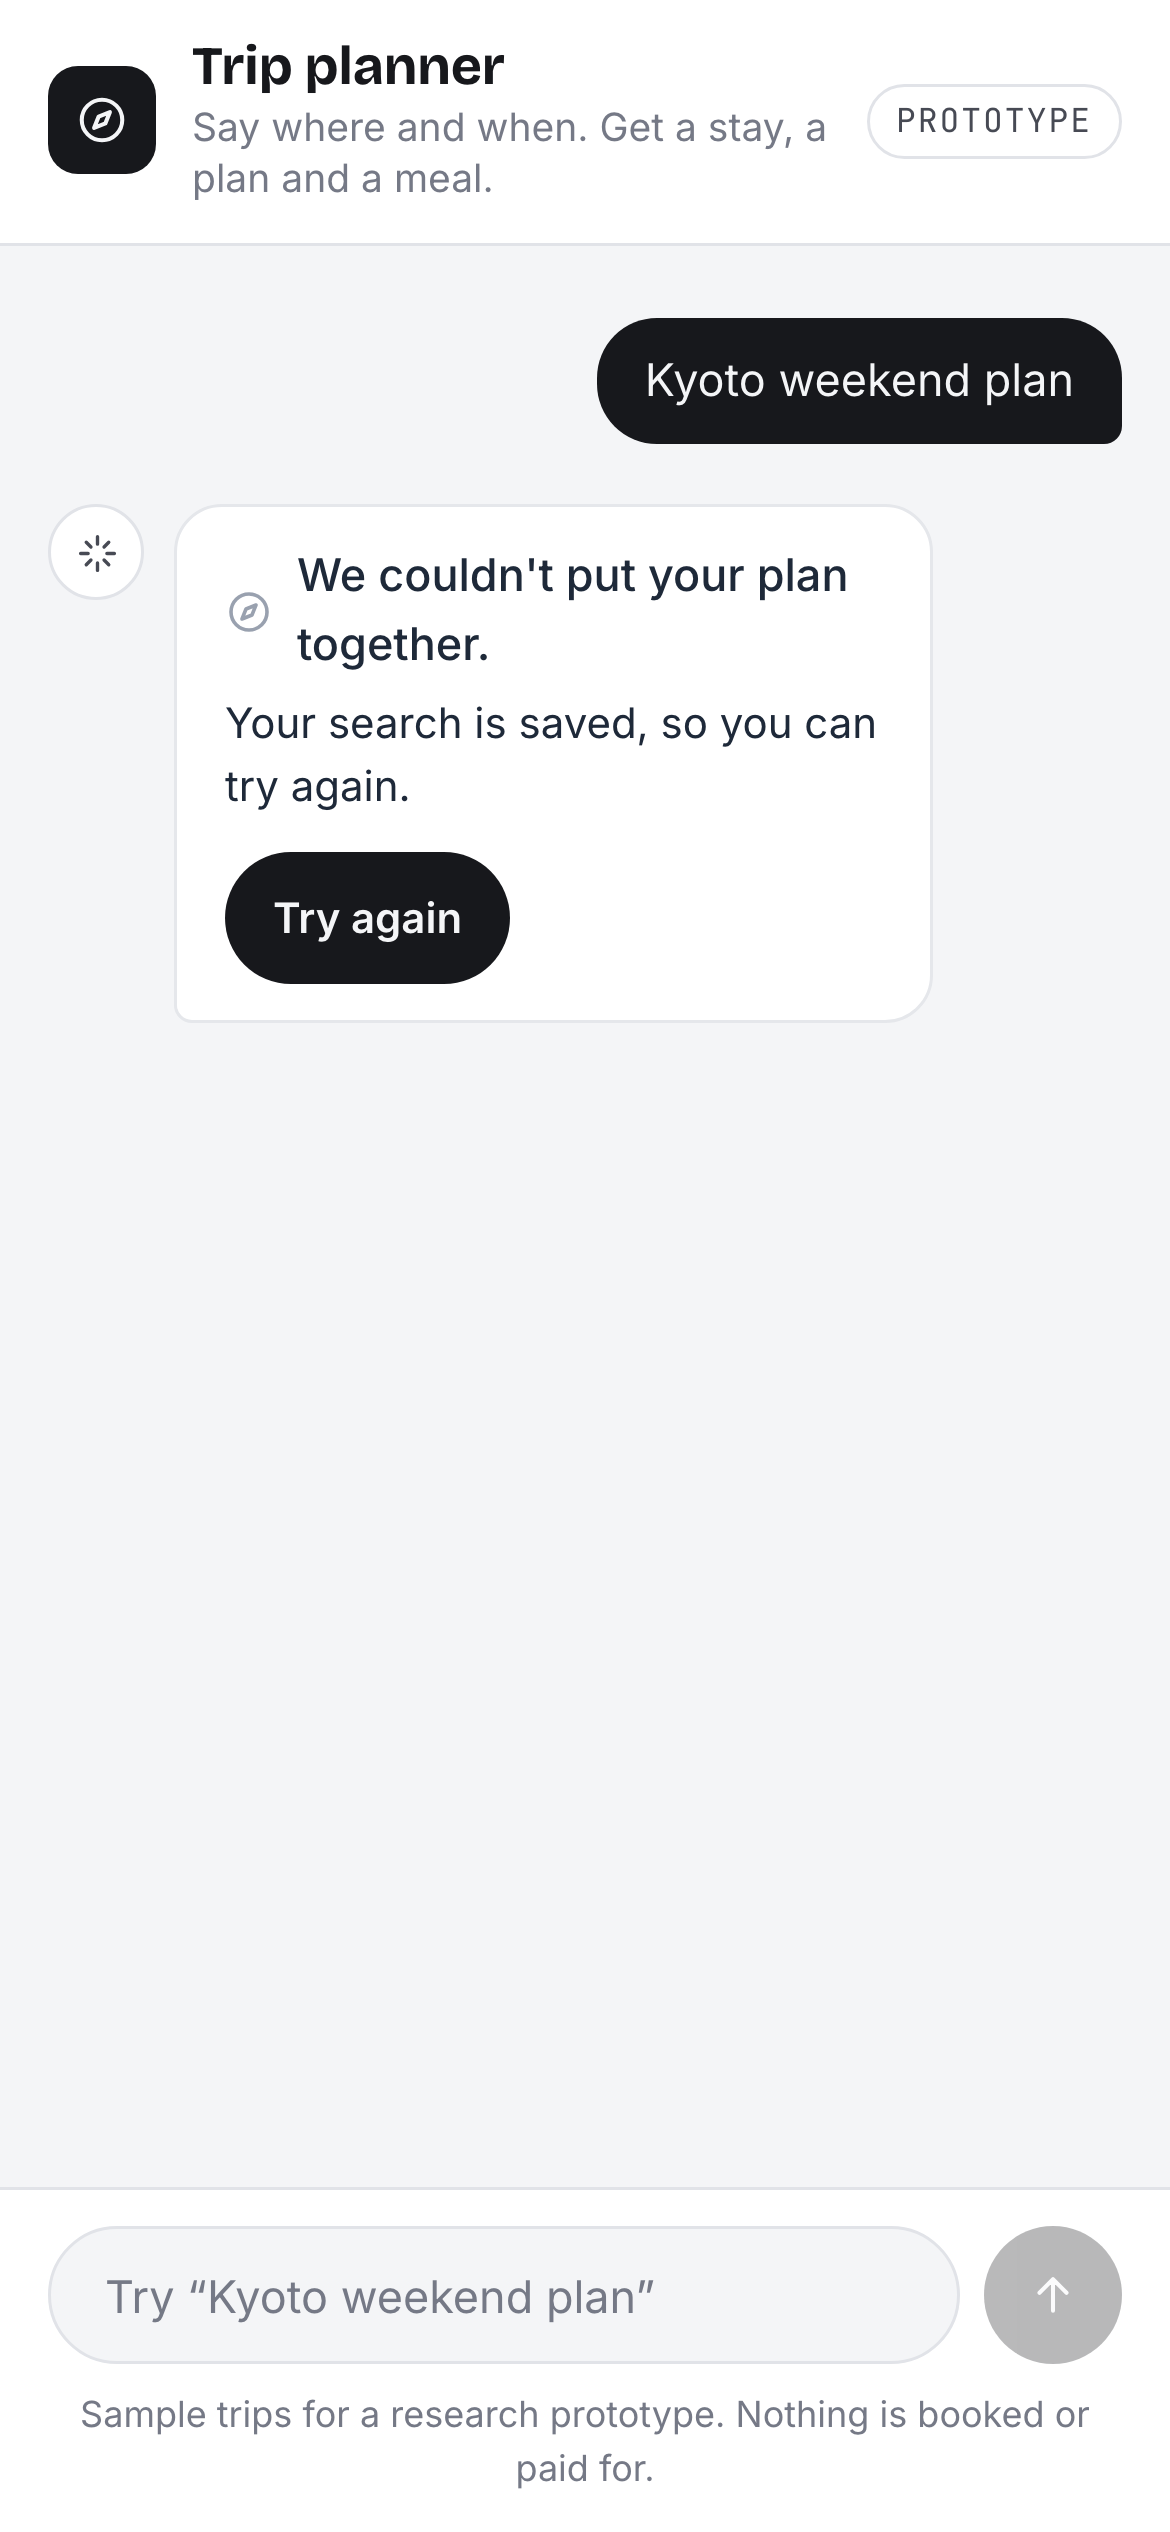 Trip planner
Say where and when. Get a stay, a
plan and a meal.
PROTOTYPE
Kyoto weekend plan
We couldn't put your plan
together.
Your search is saved, so you can
try again.
Try again
Try “Kyoto weekend plan”
Sample trips for a research prototype. Nothing is booked or
paid for.